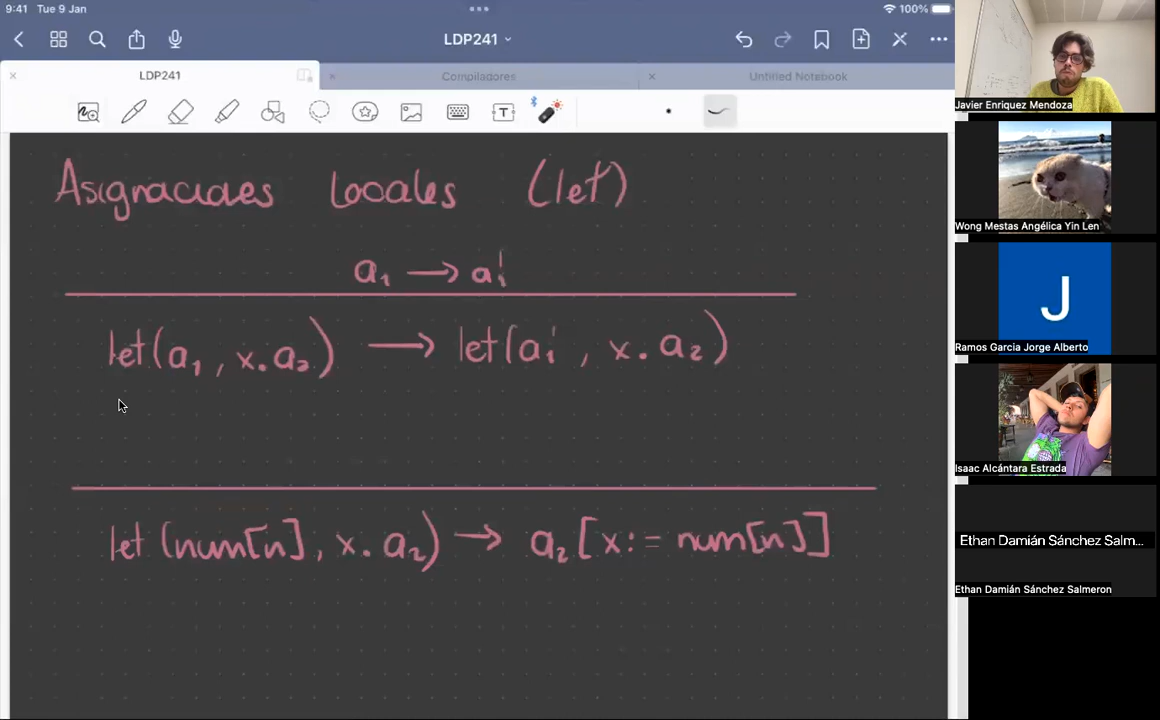 9:41 Tue 9 Jan
100%
LDP241
LDP241
Compiladores
Untitled Notebook
T
Asignaciones Locales (let)
a₁ → a₁'
let(a₁, x.a₂) → let(a₁', x.a₂)
let(num[n], x.a₂) → a₂[x:= num[n]]
Javier Enriquez Mendoza
Wong Mestas Angélica Yin Len
J
Ramos Garcia Jorge Alberto
Isaac Alcántara Estrada
Ethan Damián Sánchez Salm...
Ethan Damián Sánchez Salmeron